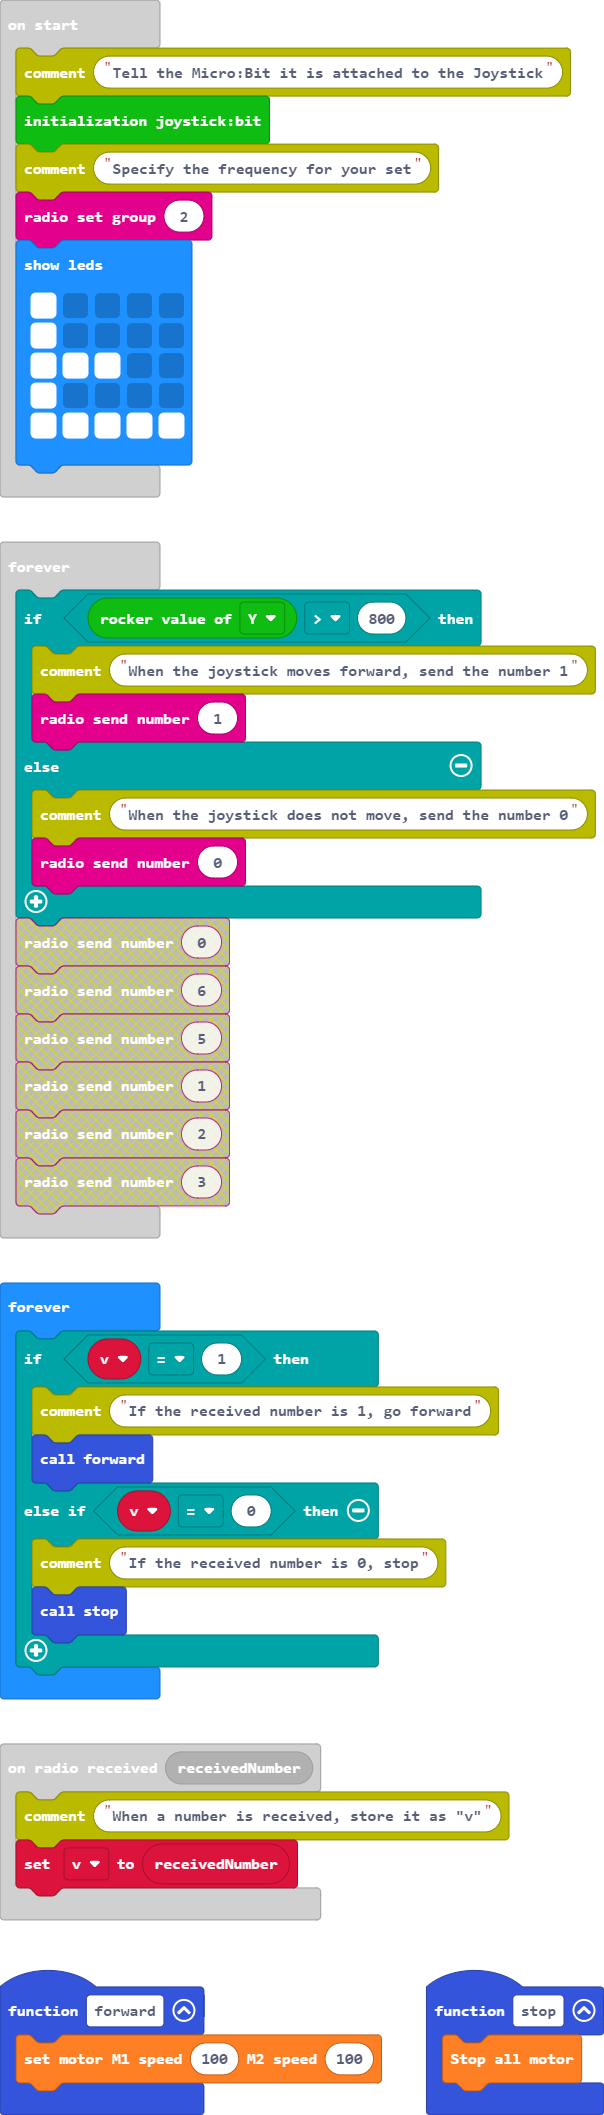 on start
comment "Tell the Micro:Bit it is attached to the Joystick"
initialization joystick:bit
comment "Specify the frequency for your set"
radio set group 2
show leds
forever
if rocker value of Y > 800 then
comment "When the joystick moves forward, send the number 1"
radio send number 1
else
comment "When the joystick does not move, send the number 0"
radio send number 0
radio send number 0
radio send number 6
radio send number 5
radio send number 1
radio send number 2
radio send number 3
forever
if v = 1 then
comment "If the received number is 1, go forward"
call forward
else if v = 0 then
comment "If the received number is 0, stop"
call stop
on radio received receivedNumber
comment "When a number is received, store it as "v""
set v to receivedNumber
function forward
set motor M1 speed 100 M2 speed 100
function stop
Stop all motor